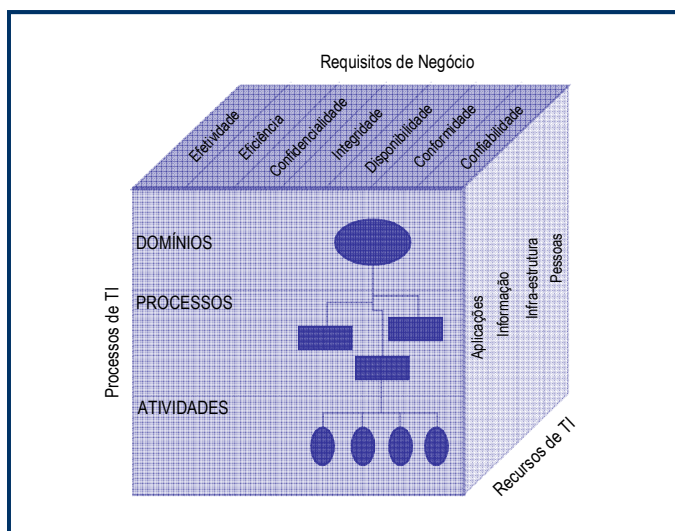 Requisitos de Negócio
Efetividade
Eficiência
Confidencialidade
Integridade
Disponibilidade
Conformidade
Confiabilidade
Processos de TI
DOMÍNIOS
PROCESSOS
ATIVIDADES
Aplicações
Informação
Infra-estrutura
Pessoas
Recursos de TI